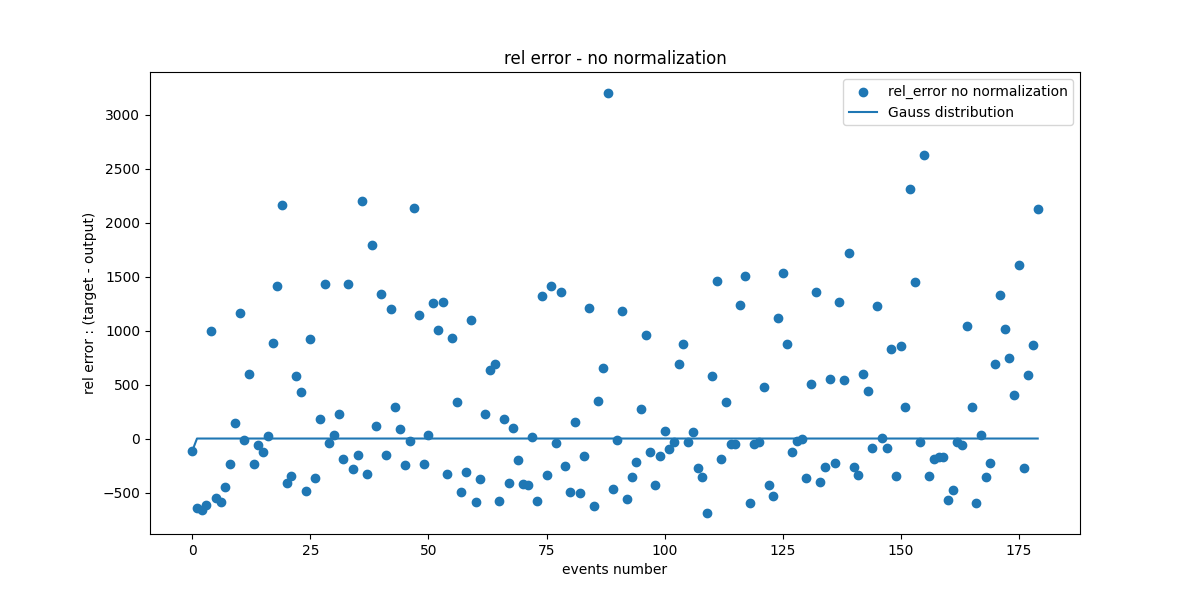 rel error - no normalization
rel_error no normalization
Gauss distribution
rel error : (target - output)
3000
2500
2000
1500
1000
500
0
−500
0 25 50 75 100 125 150 175
events number